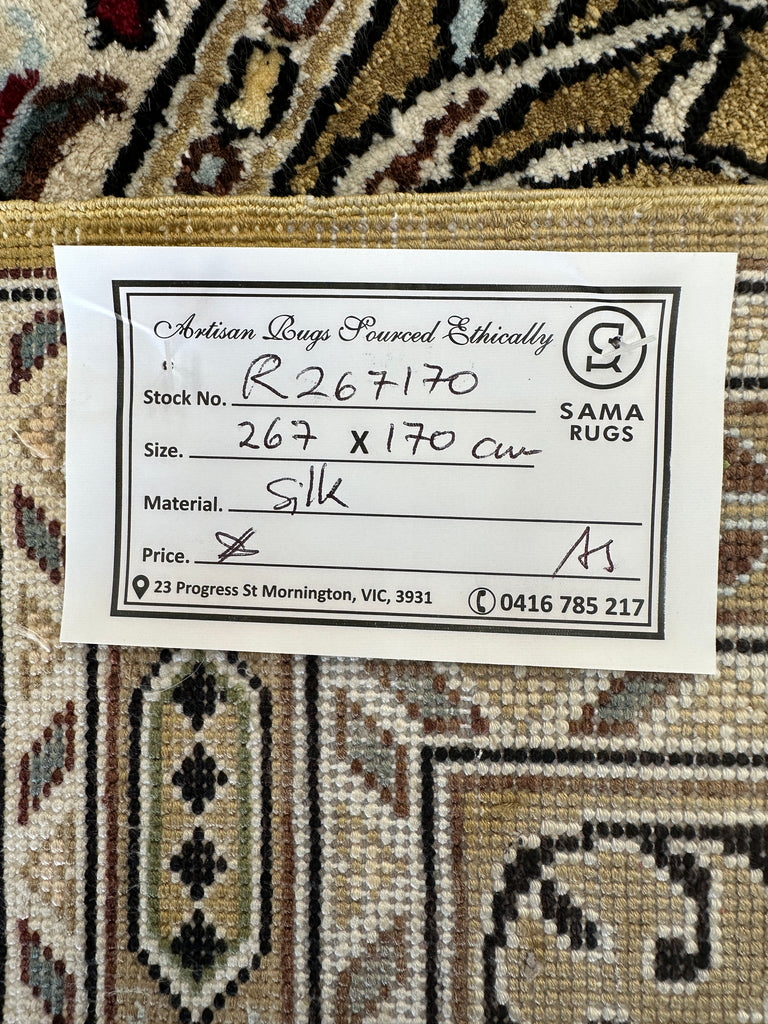 Artisan Rugs Sourced Ethically
Stock No. R267170
SAMA
RUGS
Size. 267 x 170 cm
Material. Silk
Price.
23 Progress St Mornington, VIC, 3931
0416 785 217